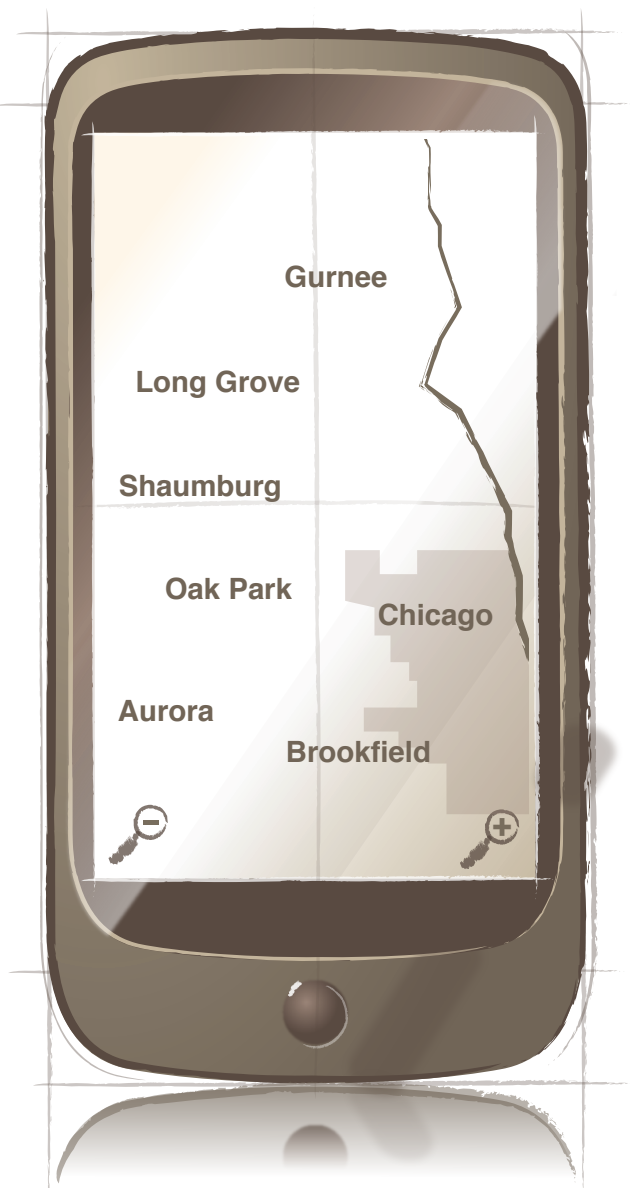 Gurnee
Long Grove
Shaumburg
Oak Park
Chicago
Aurora
Brookfield